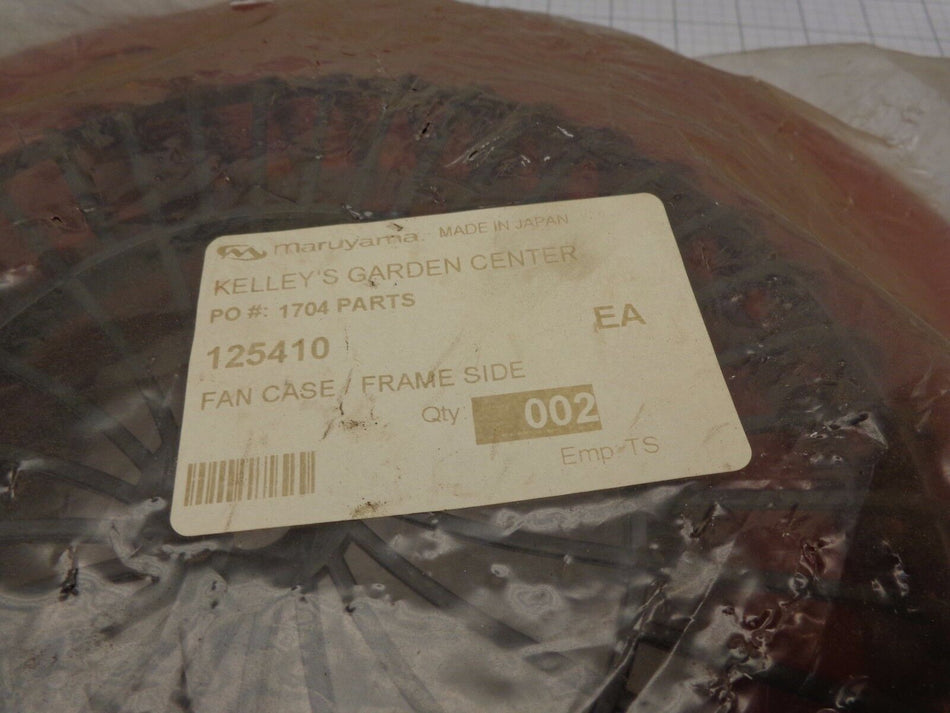 maruyama. MADE IN JAPAN
KELLEY'S GARDEN CENTER
PO #: 1704 PARTS
EA
125410
FAN CASE / FRAME SIDE
Qty 002
Emp TS